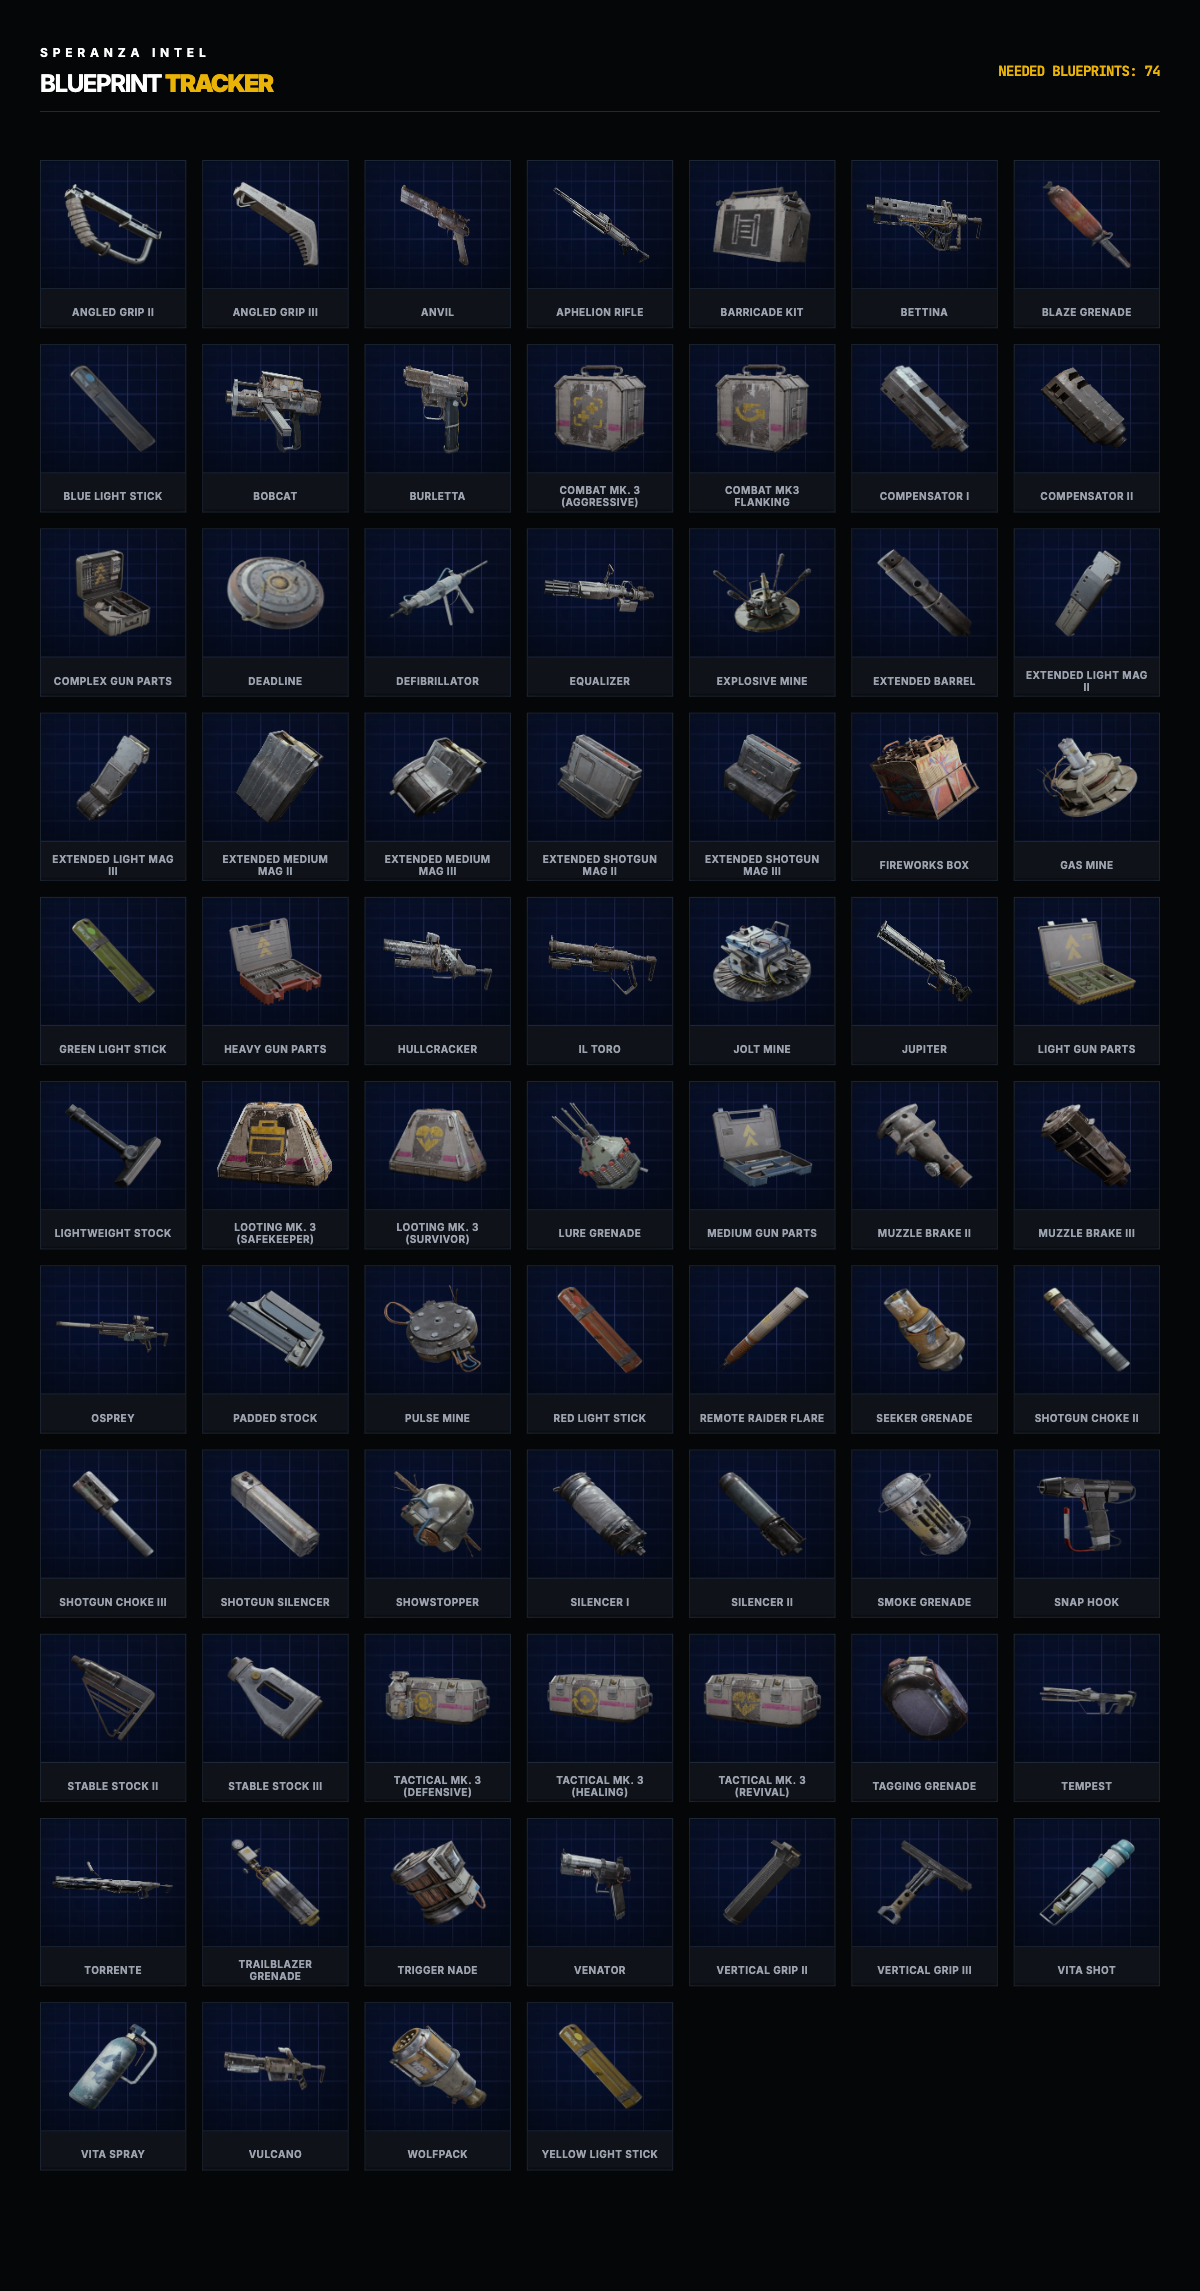 SPERANZA INTEL
BLUEPRINT TRACKER
NEEDED BLUEPRINTS: 74
ANGLED GRIP II
ANGLED GRIP III
ANVIL
APHELION RIFLE
BARRICADE KIT
BETTINA
BLAZE GRENADE
BLUE LIGHT STICK
BOBCAT
BURLETTA
COMBAT MK. 3
(AGGRESSIVE)
COMBAT MK3
FLANKING
COMPENSATOR I
COMPENSATOR II
COMPLEX GUN PARTS
DEADLINE
DEFIBRILLATOR
EQUALIZER
EXPLOSIVE MINE
EXTENDED BARREL
EXTENDED LIGHT MAG
II
EXTENDED LIGHT MAG
III
EXTENDED MEDIUM
MAG II
EXTENDED MEDIUM
MAG III
EXTENDED SHOTGUN
MAG II
EXTENDED SHOTGUN
MAG III
FIREWORKS BOX
GAS MINE
GREEN LIGHT STICK
HEAVY GUN PARTS
HULLCRACKER
IL TORO
JOLT MINE
JUPITER
LIGHT GUN PARTS
LIGHTWEIGHT STOCK
LOOTING MK. 3
(SAFEKEEPER)
LOOTING MK. 3
(SURVIVOR)
LURE GRENADE
MEDIUM GUN PARTS
MUZZLE BRAKE II
MUZZLE BRAKE III
OSPREY
PADDED STOCK
PULSE MINE
RED LIGHT STICK
REMOTE RAIDER FLARE
SEEKER GRENADE
SHOTGUN CHOKE II
SHOTGUN CHOKE III
SHOTGUN SILENCER
SHOWSTOPPER
SILENCER I
SILENCER II
SMOKE GRENADE
SNAP HOOK
STABLE STOCK II
STABLE STOCK III
TACTICAL MK. 3
(DEFENSIVE)
TACTICAL MK. 3
(HEALING)
TACTICAL MK. 3
(REVIVAL)
TAGGING GRENADE
TEMPEST
TORRENTE
TRAILBLAZER
GRENADE
TRIGGER NADE
VENATOR
VERTICAL GRIP II
VERTICAL GRIP III
VITA SHOT
VITA SPRAY
VULCANO
WOLFPACK
YELLOW LIGHT STICK